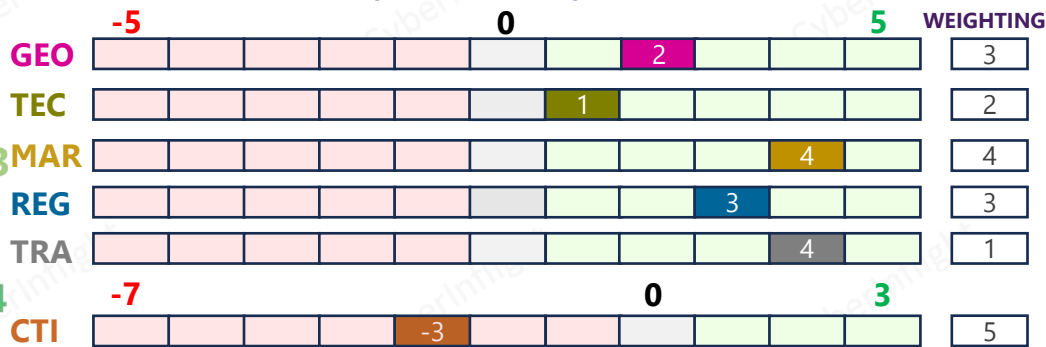 -5 0 5 WEIGHTING
GEO 2 3
TEC 1 2
MAR 4 4
REG 3 3
TRA 4 1
-7 0 3
CTI -3 5